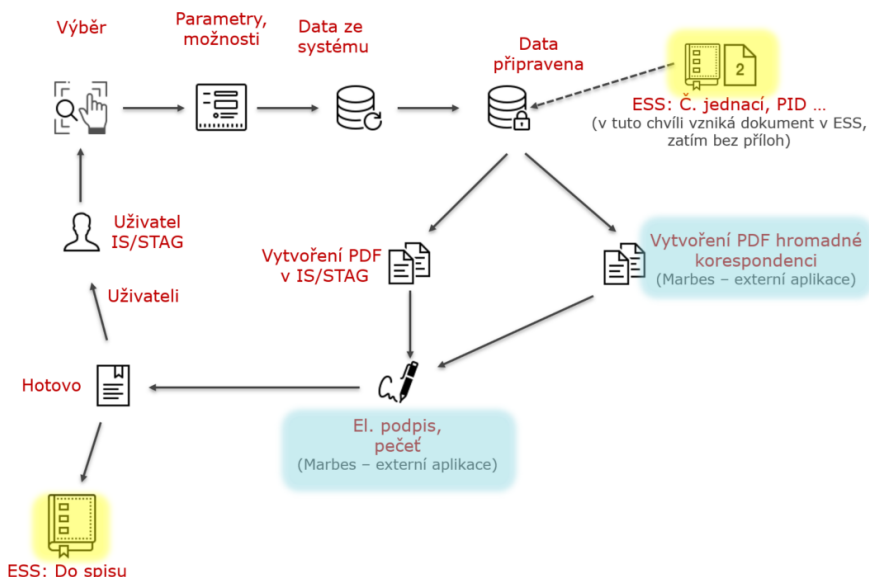 Výběr
Parametry,
možnosti
Data ze
systému
Data
připravena
2
ESS: Č. jednací, PID ...
(v tuto chvíli vzniká dokument v ESS,
zatím bez příloh)
Uživatel
IS/STAG
Vytvoření PDF
v IS/STAG
Vytvoření PDF hromadné
korespondenci
(Marbes – externí aplikace)
Uživateli
Hotovo
El. podpis,
pečeť
(Marbes – externí aplikace)
ESS: Do spisu